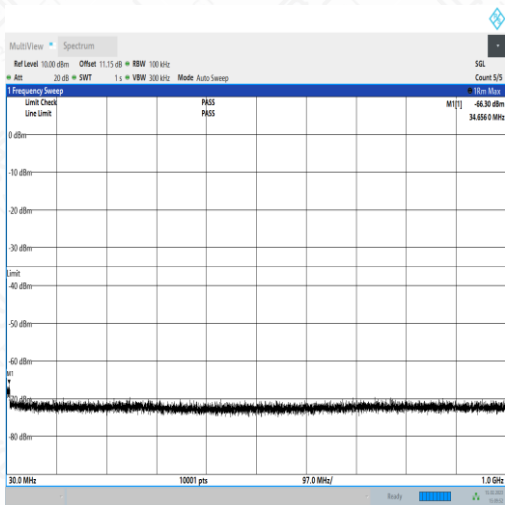 MultiView Spectrum
Ref Level 10.00 dBm Offset 11.15 dB RBW 100 kHz SGL
Att 20 dB SWT 1 s VBW 300 kHz Mode Auto Sweep Count 5/5
1 Frequency Sweep 1Rm Max
Limit Check PASS M1[1] -66.30 dBm
Line Limit PASS 34.656 0 MHz
0 dBm
-10 dBm
-20 dBm
-30 dBm
Limit
-40 dBm
-50 dBm
-60 dBm
M1
-70 dBm
-80 dBm
30.0 MHz 10001 pts 97.0 MHz/ 1.0 GHz
Ready